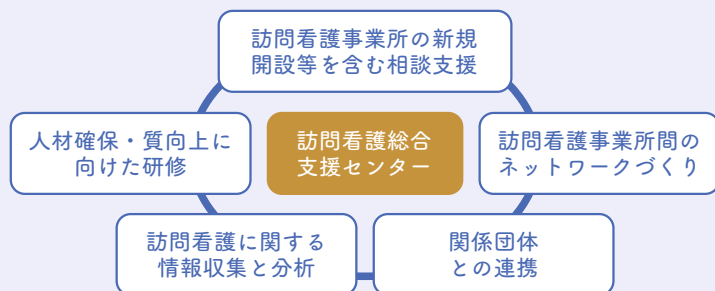 訪問看護事業所の新規
開設等を含む相談支援
人材確保・質向上に
向けた研修
訪問看護総合
支援センター
訪問看護事業所間の
ネットワークづくり
訪問看護に関する
情報収集と分析
関係団体
との連携